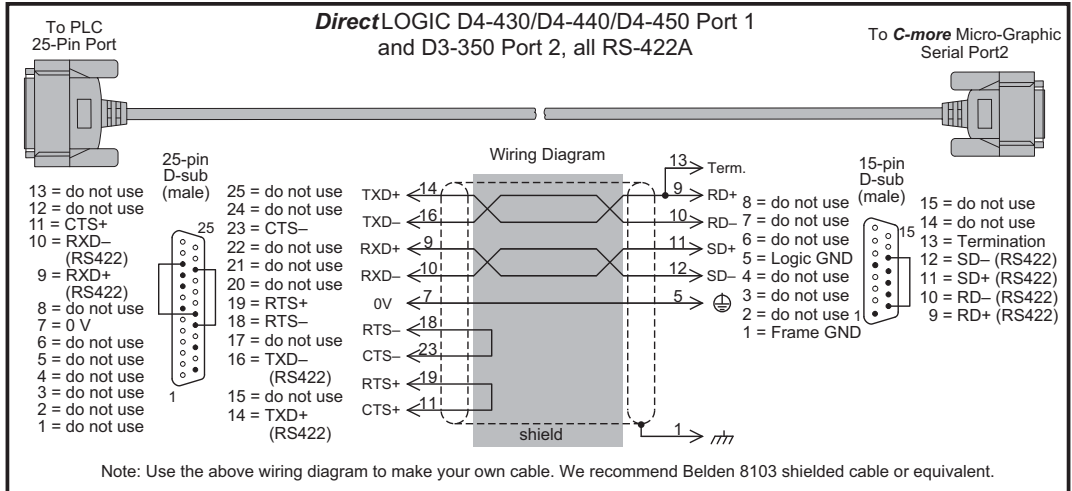 To PLC
25-Pin Port
DirectLOGIC D4-430/D4-440/D4-450 Port 1
and D3-350 Port 2, all RS-422A
To C-more Micro-Graphic
Serial Port2
25-pin
D-sub
(male)
13 = do not use
12 = do not use
11 = CTS+
10 = RXD–
(RS422)
9 = RXD+
(RS422)
8 = do not use
7 = 0 V
6 = do not use
5 = do not use
4 = do not use
3 = do not use
2 = do not use
1 = do not use
25
1
25 = do not use
24 = do not use
23 = CTS–
22 = do not use
21 = do not use
20 = do not use
19 = RTS+
18 = RTS–
17 = do not use
16 = TXD–
(RS422)
15 = do not use
14 = TXD+
(RS422)
Wiring Diagram
13 Term.
TXD+ 14 9 RD+
TXD– 16 10 RD–
RXD+ 9 11 SD+
RXD– 10 12 SD–
0V 7 5
RTS– 18
CTS– 23
RTS+ 19
CTS+ 11
shield
1
8 = do not use
7 = do not use
6 = do not use
5 = Logic GND
4 = do not use
3 = do not use
2 = do not use
1 = Frame GND
15-pin
D-sub
(male)
15
1
15 = do not use
14 = do not use
13 = Termination
12 = SD– (RS422)
11 = SD+ (RS422)
10 = RD– (RS422)
9 = RD+ (RS422)
Note: Use the above wiring diagram to make your own cable. We recommend Belden 8103 shielded cable or equivalent.